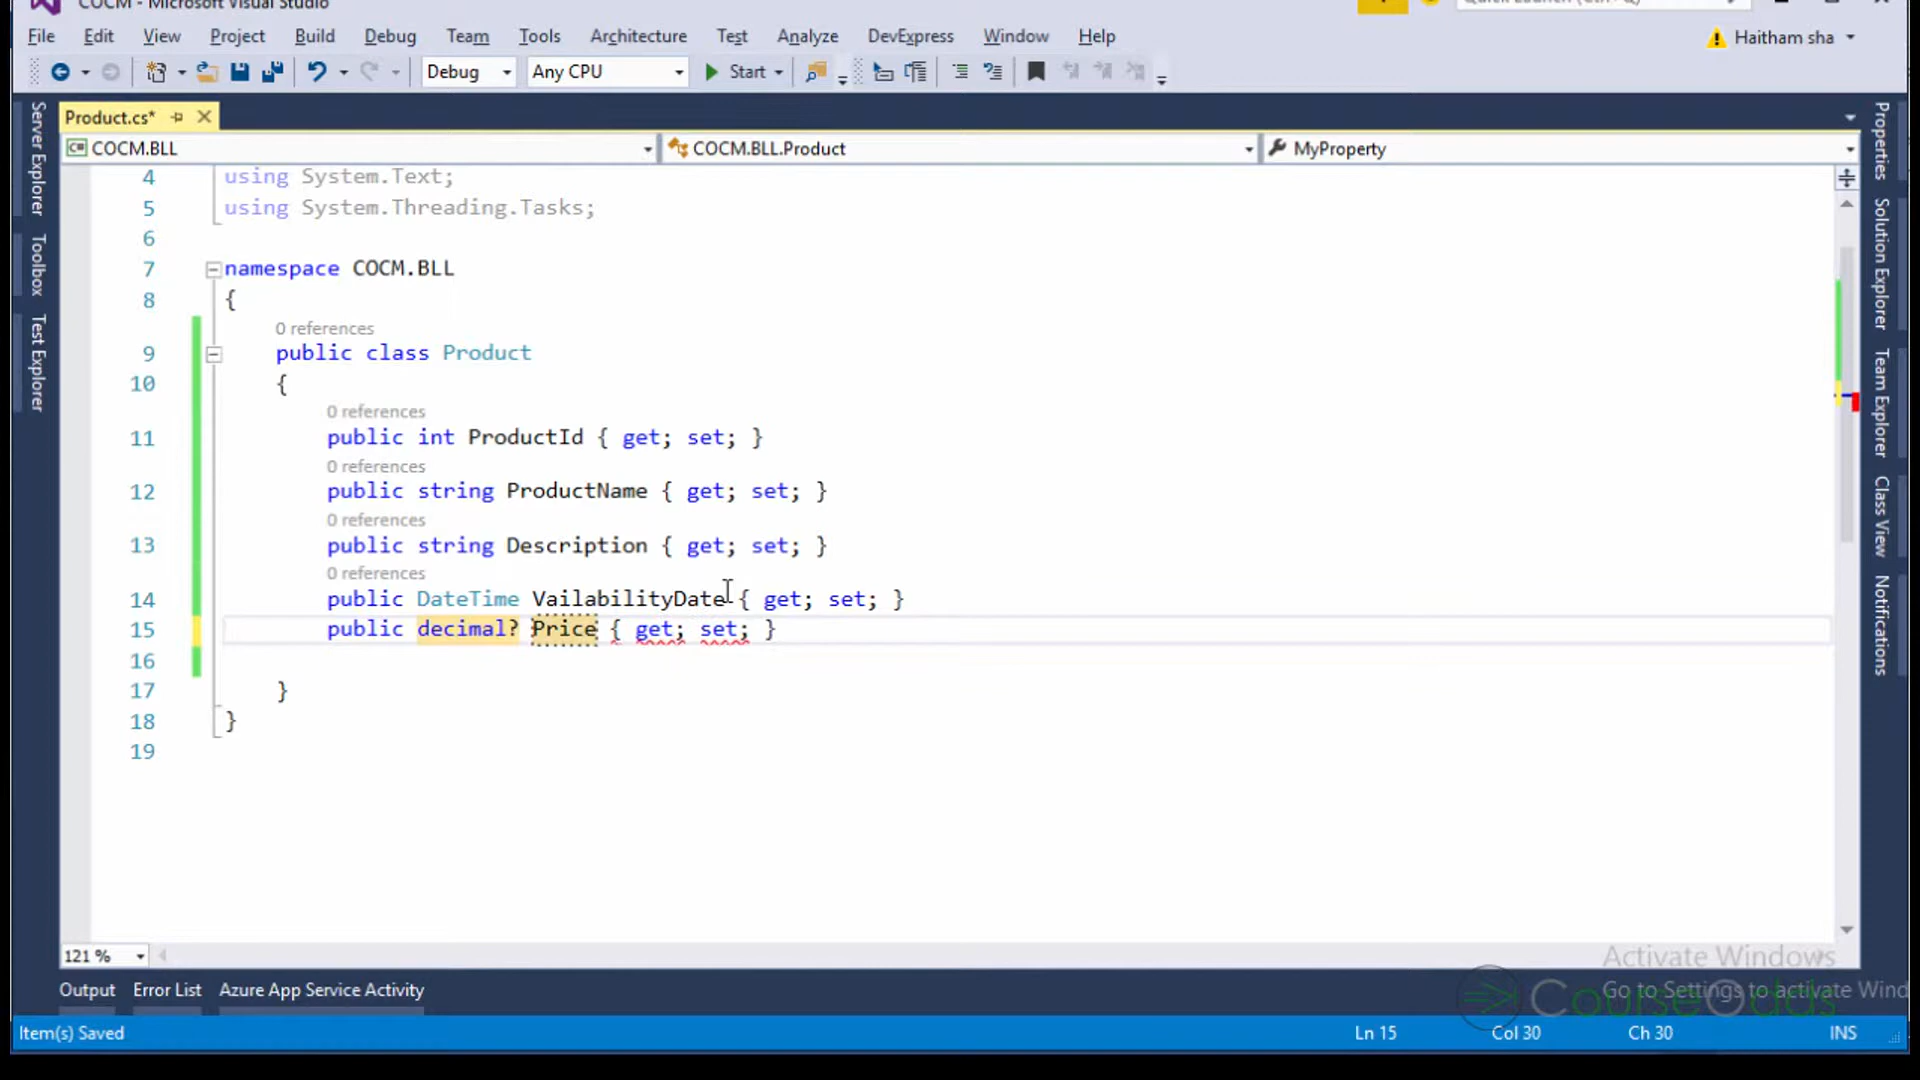 COCM - Microsoft Visual Studio
Quick Launch (Ctrl+Q)
File Edit View Project Build Debug Team Tools Architecture Test Analyze DevExpress Window Help
Haitham sha
Debug Any CPU Start
Product.cs*
COCM.BLL COCM.BLL.Product MyProperty
Server Explorer
Toolbox
Test Explorer
4 using System.Text;
5 using System.Threading.Tasks;
6
7 namespace COCM.BLL
8 {
0 references
9 public class Product
10 {
0 references
11 public int ProductId { get; set; }
0 references
12 public string ProductName { get; set; }
0 references
13 public string Description { get; set; }
0 references
14 public DateTime VailabilityDate { get; set; }
15 public decimal? Price { get; set; }
16
17 }
18 }
19
Properties
Solution Explorer
Team Explorer
Class View
Notifications
121 %
Activate Windows
Go to Settings to activate Wind
CourseOdds
Output Error List Azure App Service Activity
Item(s) Saved Ln 15 Col 30 Ch 30 INS